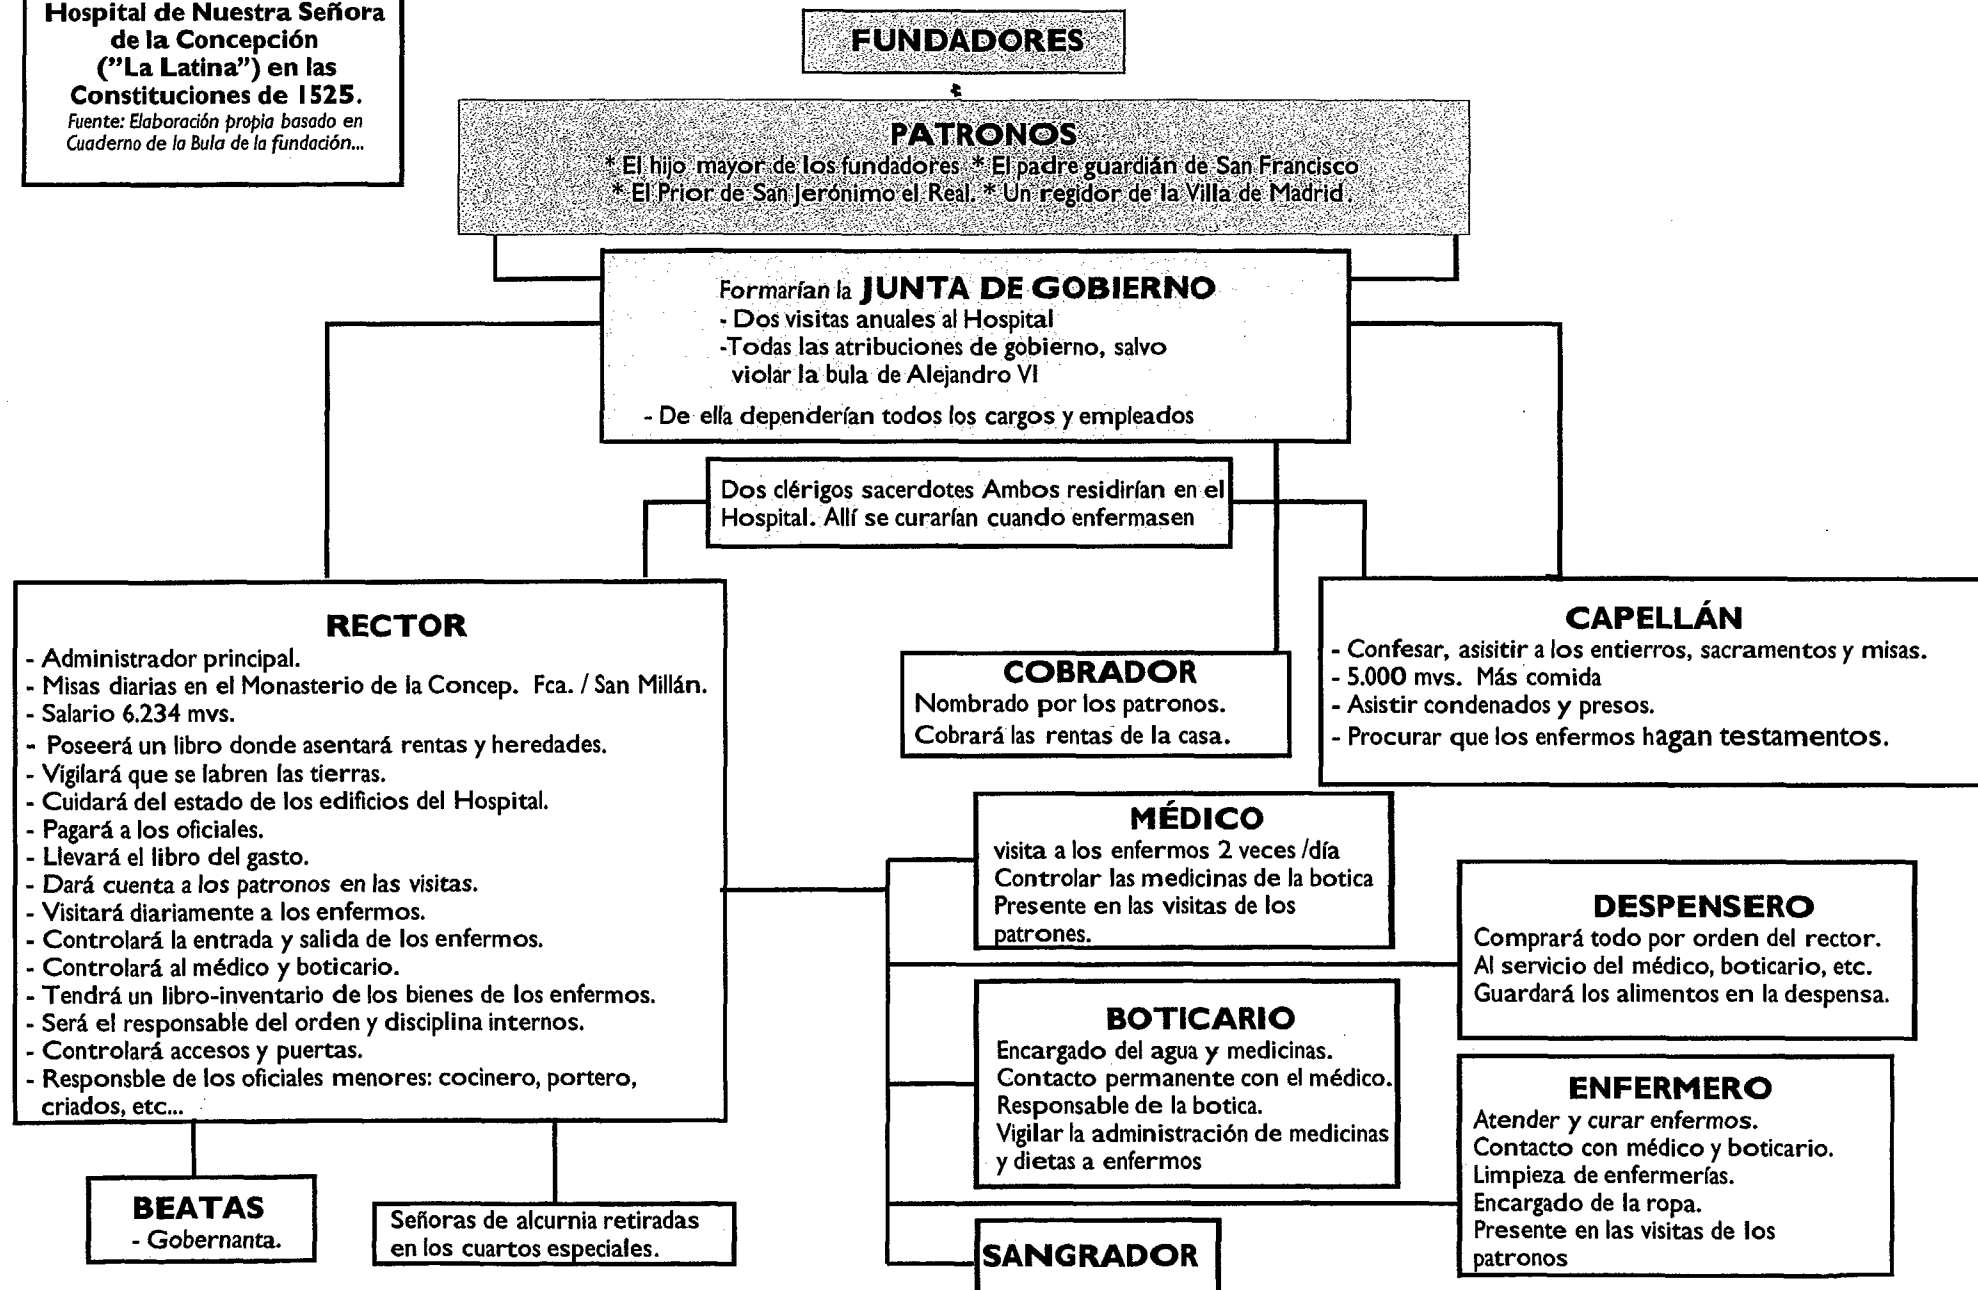 Hospital de Nuestra Señora
de la Concepción
("La Latina") en las
Constituciones de 1525.
Fuente: Elaboración propia basado en
Cuaderno de la Bula de la fundación...
FUNDADORES
PATRONOS
* El hijo mayor de los fundadores * El padre guardián de San Francisco
* El Prior de San Jerónimo el Real. * Un regidor de la Villa de Madrid.
Formarían la JUNTA DE GOBIERNO
- Dos visitas anuales al Hospital
-Todas las atribuciones de gobierno, salvo
violar la bula de Alejandro VI
- De ella dependerían todos los cargos y empleados
Dos clérigos sacerdotes Ambos residirían en el
Hospital. Allí se curarían cuando enfermasen
RECTOR
- Administrador principal.
- Misas diarias en el Monasterio de la Concep. Fca. / San Millán.
- Salario 6.234 mvs.
- Poseerá un libro donde asentará rentas y heredades.
- Vigilará que se labren las tierras.
- Cuidará del estado de los edificios del Hospital.
- Pagará a los oficiales.
- Llevará el libro del gasto.
- Dará cuenta a los patronos en las visitas.
- Visitará diariamente a los enfermos.
- Controlará la entrada y salida de los enfermos.
- Controlará al médico y boticario.
- Tendrá un libro-inventario de los bienes de los enfermos.
- Será el responsable del orden y disciplina internos.
- Controlará accesos y puertas.
- Responsble de los oficiales menores: cocinero, portero,
criados, etc...
COBRADOR
Nombrado por los patronos.
Cobrará las rentas de la casa.
CAPELLÁN
- Confesar, asisitir a los entierros, sacramentos y misas.
- 5.000 mvs. Más comida
- Asistir condenados y presos.
- Procurar que los enfermos hagan testamentos.
MÉDICO
visita a los enfermos 2 veces /día
Controlar las medicinas de la botica
Presente en las visitas de los
patrones.
DESPENSERO
Comprará todo por orden del rector.
Al servicio del médico, boticario, etc.
Guardará los alimentos en la despensa.
BOTICARIO
Encargado del agua y medicinas.
Contacto permanente con el médico.
Responsable de la botica.
Vigilar la administración de medicinas
y dietas a enfermos
ENFERMERO
Atender y curar enfermos.
Contacto con médico y boticario.
Limpieza de enfermerías.
Encargado de la ropa.
Presente en las visitas de los
patronos
BEATAS
- Gobernanta.
Señoras de alcurnia retiradas
en los cuartos especiales.
SANGRADOR